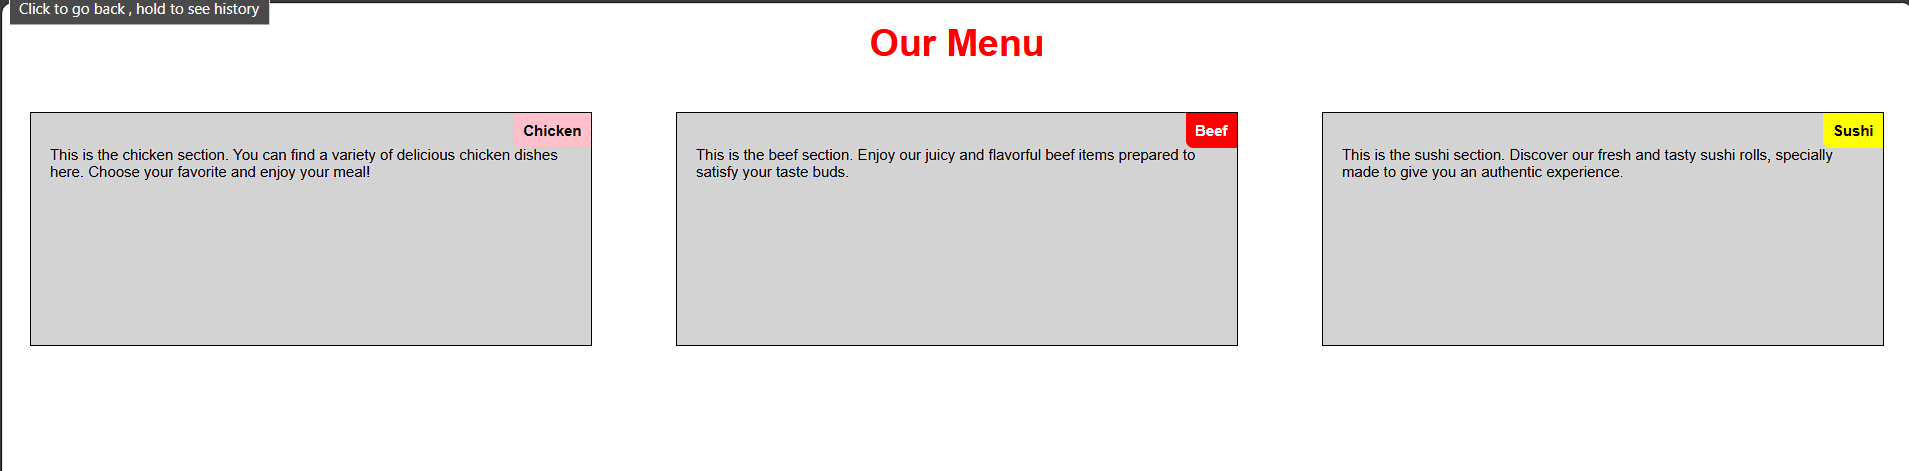 Click to go back , hold to see history
Our Menu
Chicken
This is the chicken section. You can find a variety of delicious chicken dishes
here. Choose your favorite and enjoy your meal!
Beef
This is the beef section. Enjoy our juicy and flavorful beef items prepared to
satisfy your taste buds.
Sushi
This is the sushi section. Discover our fresh and tasty sushi rolls, specially
made to give you an authentic experience.